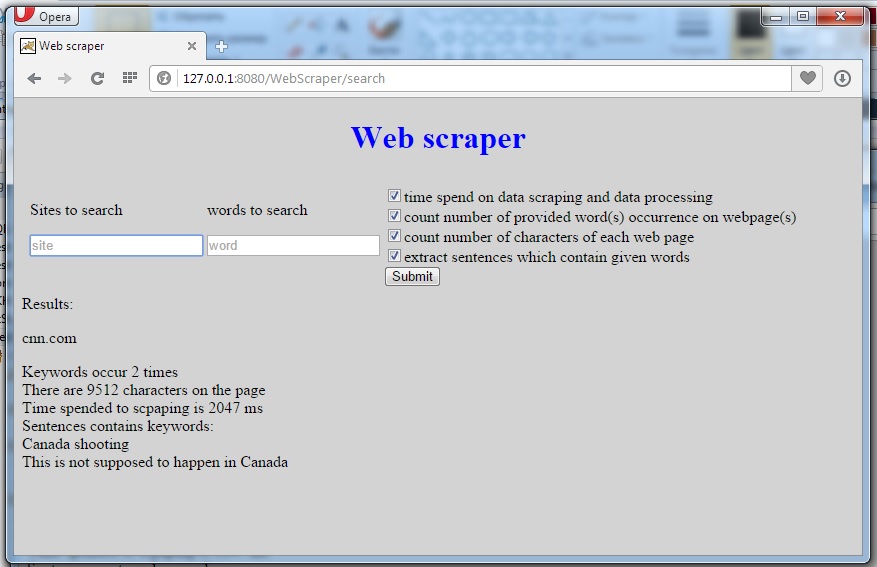 Opera
Web scraper
127.0.0.1:8080/WebScraper/search
Web scraper
Sites to search
words to search
site
word
time spend on data scraping and data processing
count number of provided word(s) occurrence on webpage(s)
count number of characters of each web page
extract sentences which contain given words
Submit
Results:
cnn.com
Keywords occur 2 times
There are 9512 characters on the page
Time spended to scpaping is 2047 ms
Sentences contains keywords:
Canada shooting
This is not supposed to happen in Canada